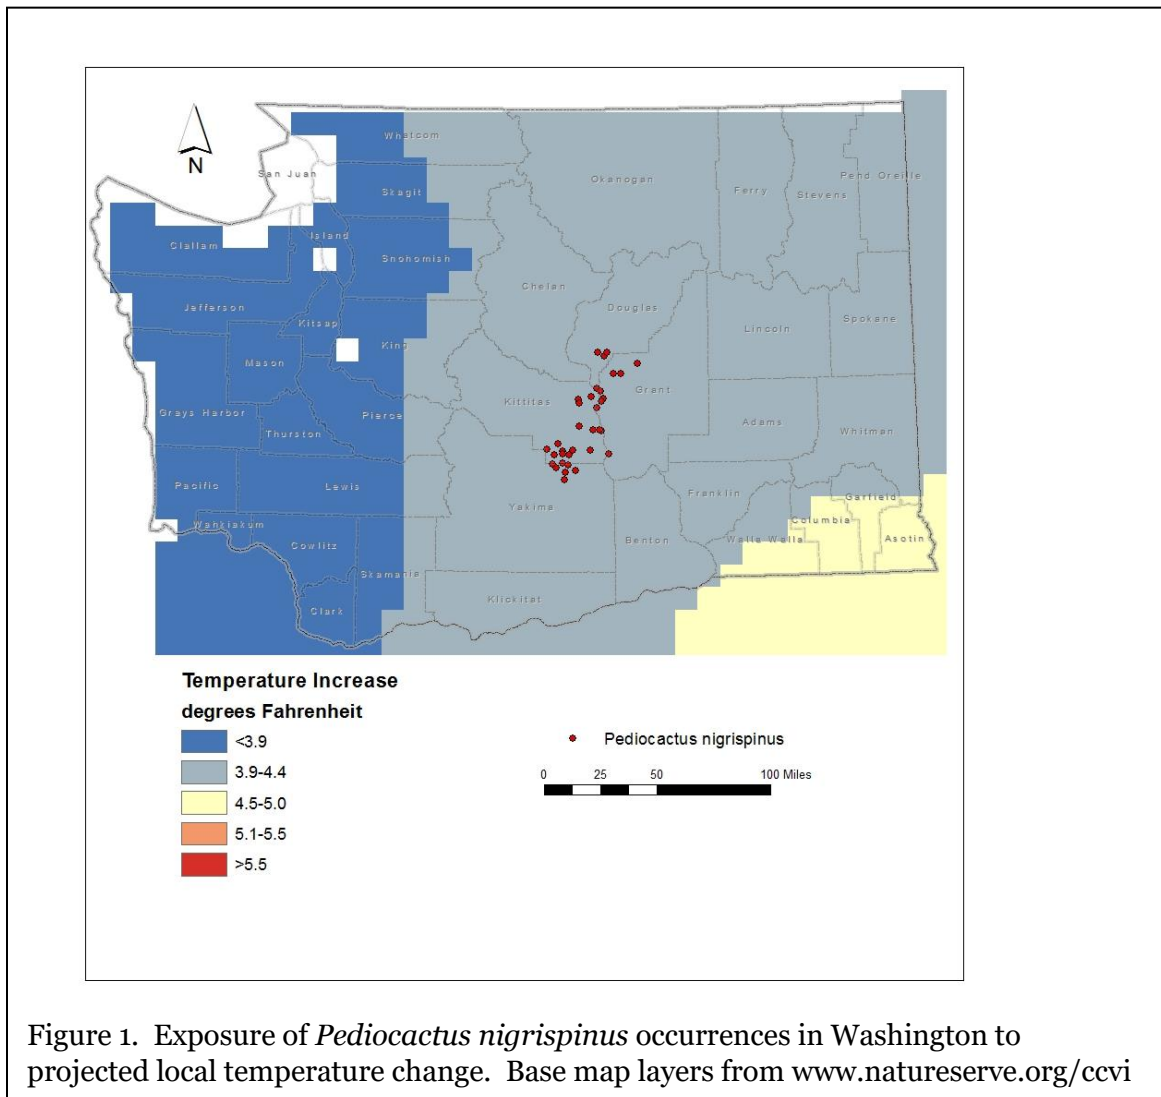 N
Whatcom
San Juan
Skagit
Okanogan
Ferry
Stevens
Pend Oreille
Island
Clallam
Snohomish
Chelan
Jefferson
Kitsap
Douglas
Lincoln
Spokane
King
Mason
Kittitas
Grant
Grays Harbor
Pierce
Thurston
Adams
Whitman
Pacific
Lewis
Yakima
Franklin
Garfield
Wahkiakum
Columbia
Cowlitz
Benton
Walla Walla
Asotin
Skamania
Klickitat
Clark
Temperature Increase
degrees Fahrenheit
<3.9
3.9-4.4
4.5-5.0
5.1-5.5
>5.5
Pediocactus nigrispinus
0 25 50 100 Miles
Figure 1. Exposure of Pediocactus nigrispinus occurrences in Washington to
projected local temperature change. Base map layers from www.natureserve.org/ccvi